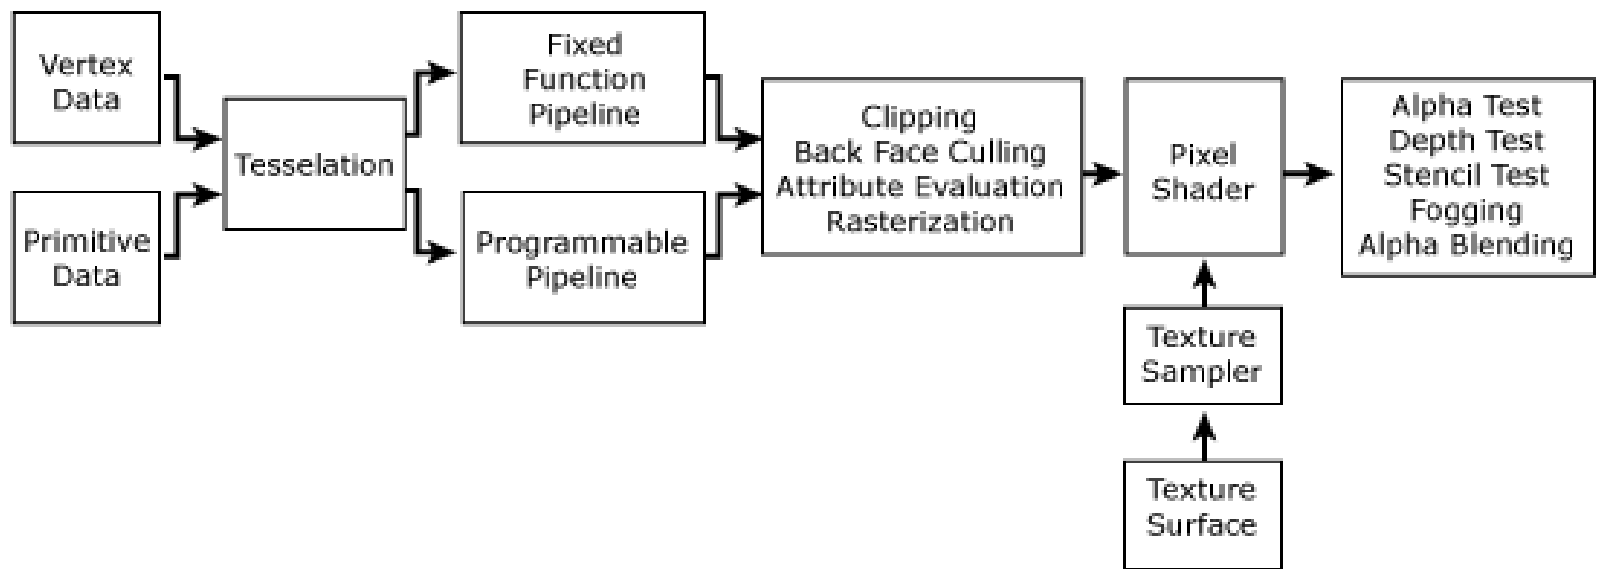 Vertex
Data
Primitive
Data
Tesselation
Fixed
Function
Pipeline
Programmable
Pipeline
Clipping
Back Face Culling
Attribute Evaluation
Rasterization
Pixel
Shader
Texture
Sampler
Texture
Surface
Alpha Test
Depth Test
Stencil Test
Fogging
Alpha Blending